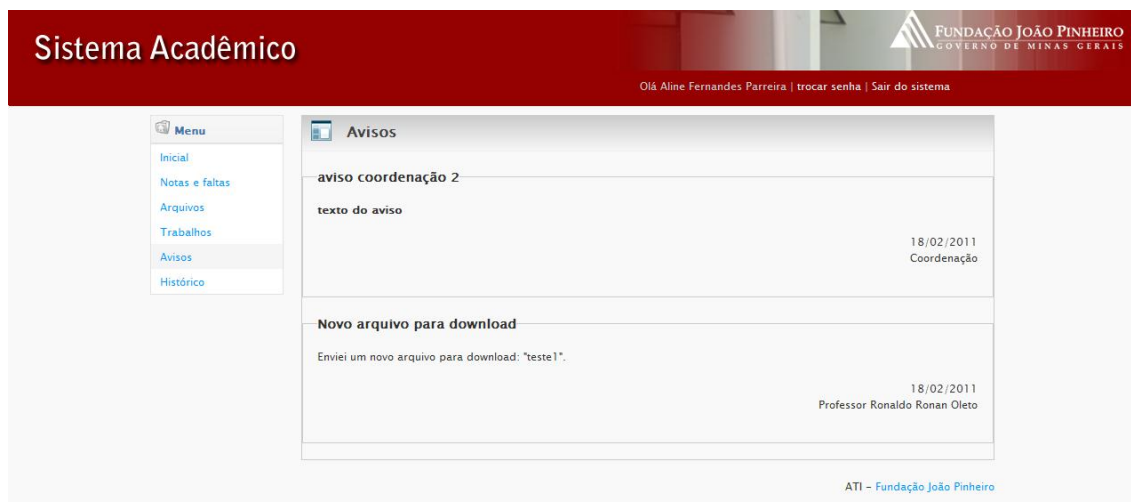 Sistema Acadêmico
FUNDAÇÃO JOÃO PINHEIRO
GOVERNO DE MINAS GERAIS
Olá Aline Fernandes Parreira | trocar senha | Sair do sistema
Menu
Inicial
Notas e faltas
Arquivos
Trabalhos
Avisos
Histórico
Avisos
aviso coordenação 2
texto do aviso
18/02/2011
Coordenação
Novo arquivo para download
Enviei um novo arquivo para download: "teste1".
18/02/2011
Professor Ronaldo Ronan Oleto
ATI – Fundação João Pinheiro